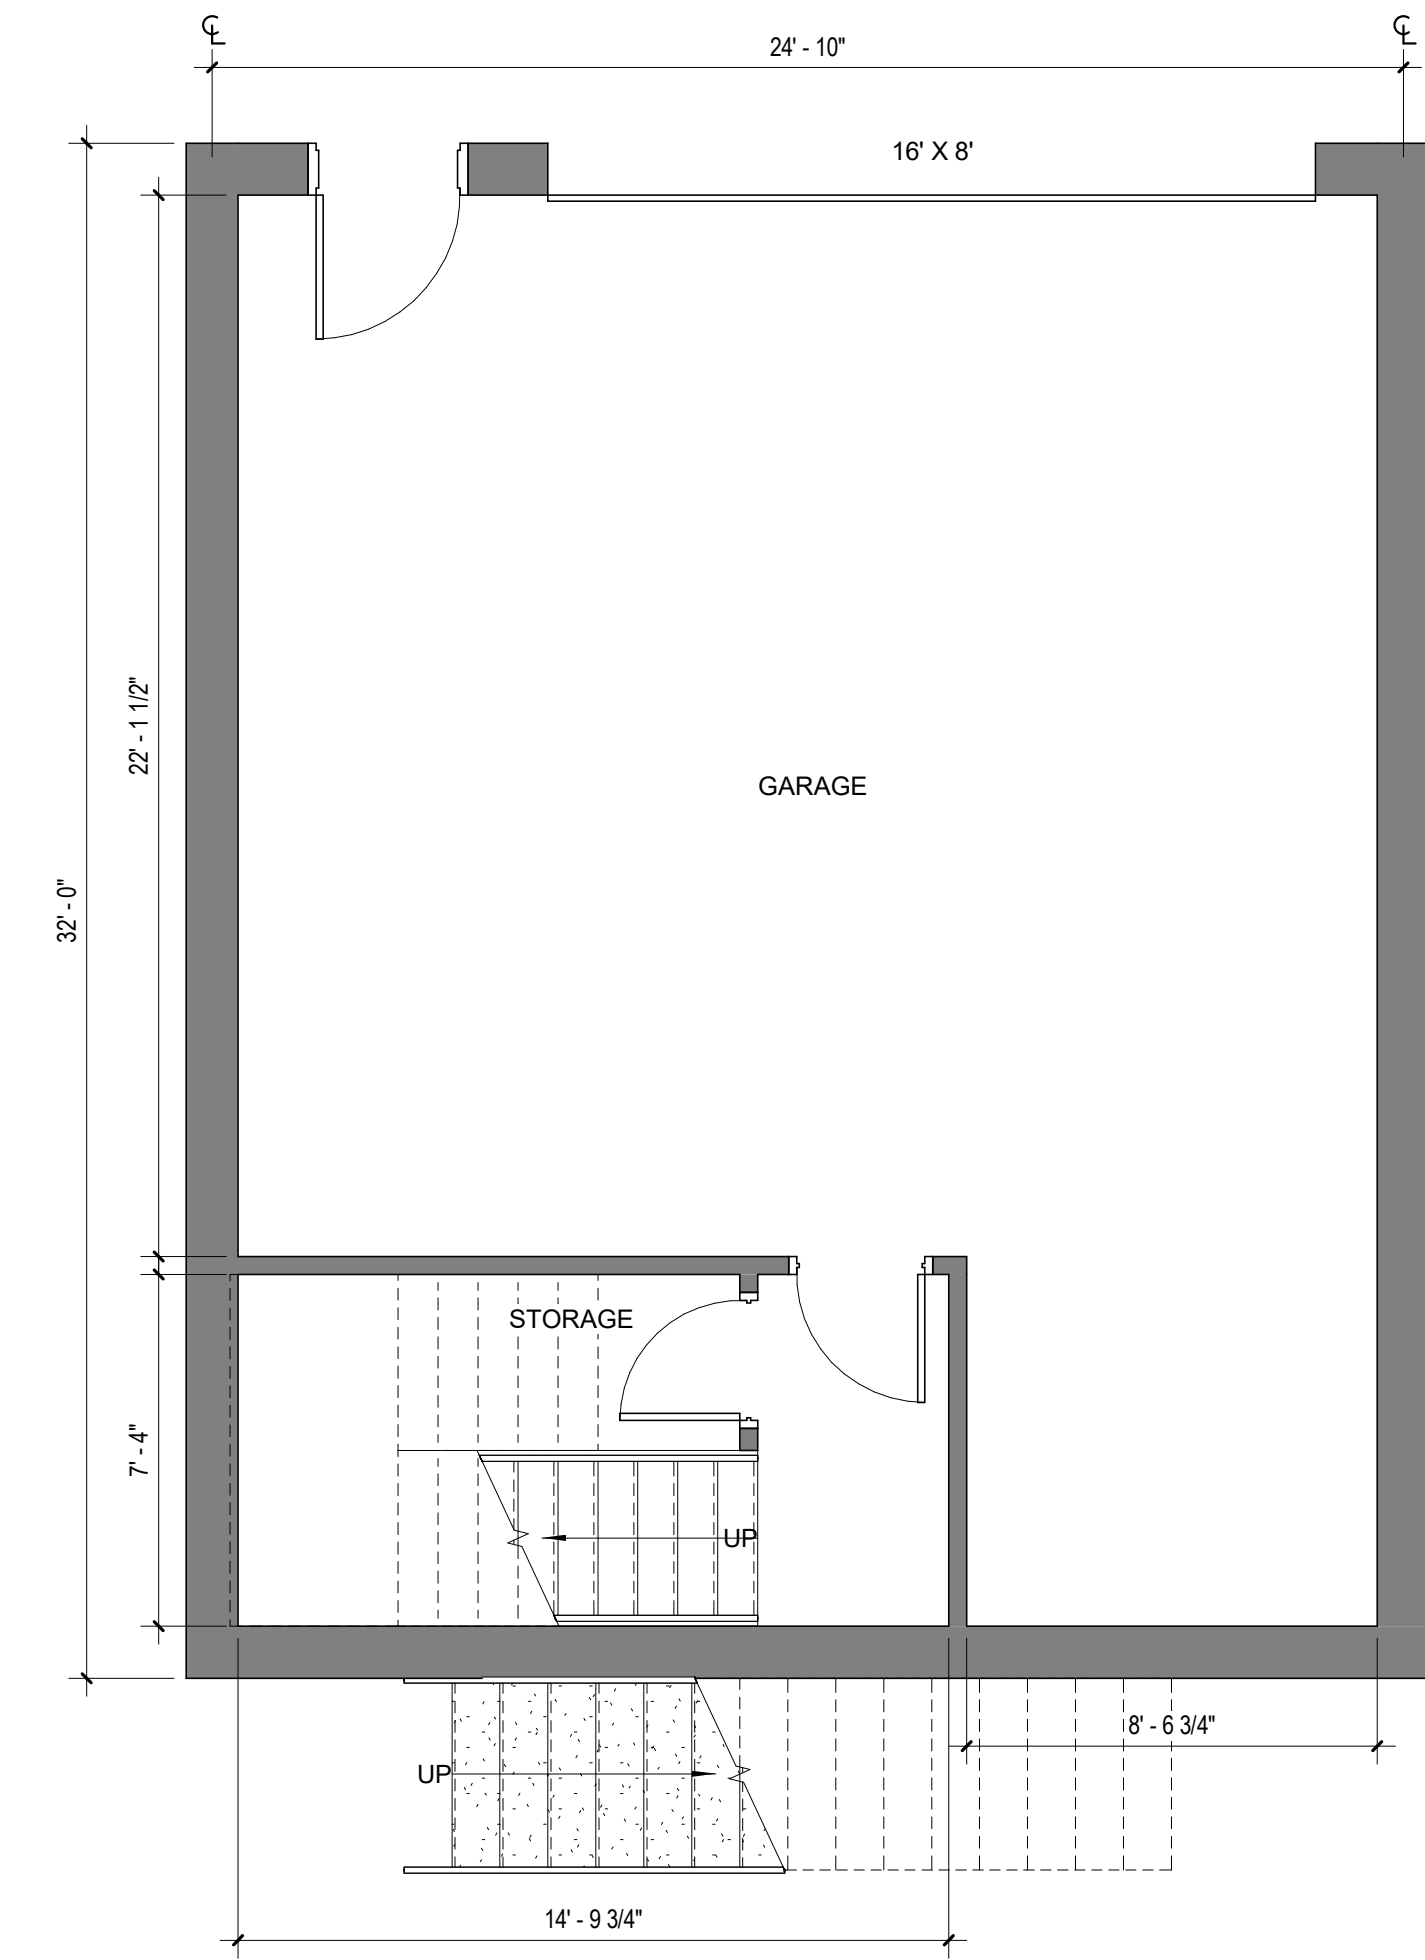 ℄ ℄
24' - 10"
16' X 8'
22' - 1 1/2"
GARAGE
32' - 0"
STORAGE
7' - 4"
UP
8' - 6 3/4"
UP
14' - 9 3/4"